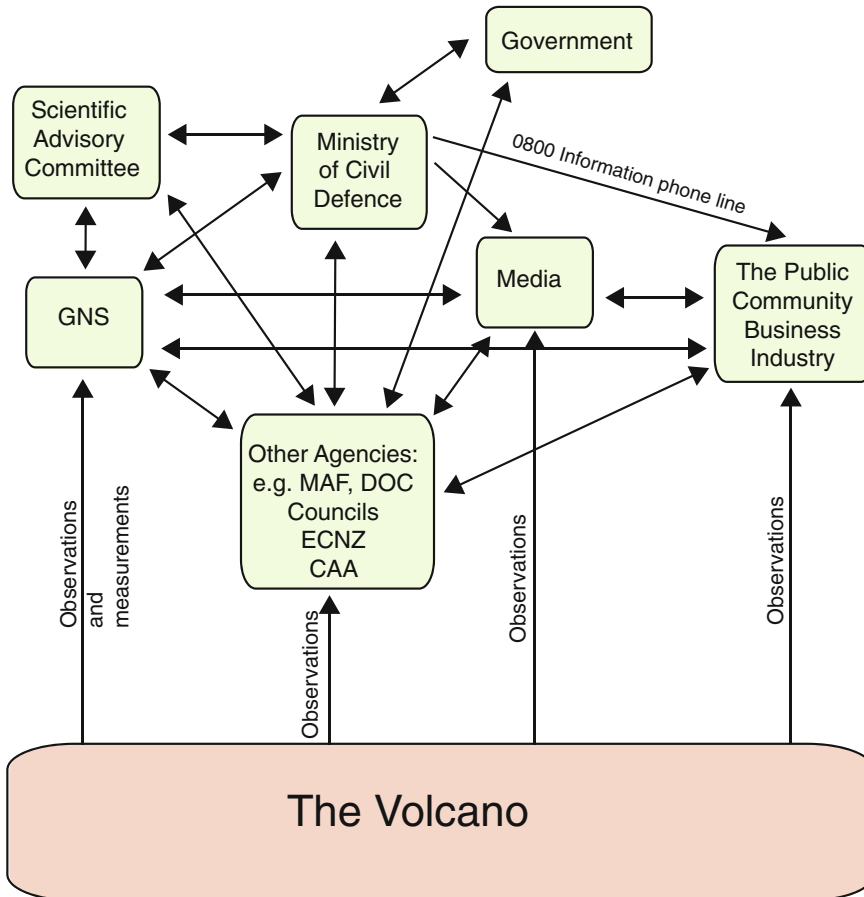 Government
Scientific
Advisory
Committee
Ministry
of Civil
Defence
0800 Information phone line
GNS
Media
The Public
Community
Business
Industry
Other Agencies:
e.g. MAF, DOC
Councils
ECNZ
CAA
Observations
and
measurements
Observations
Observations
Observations
The Volcano